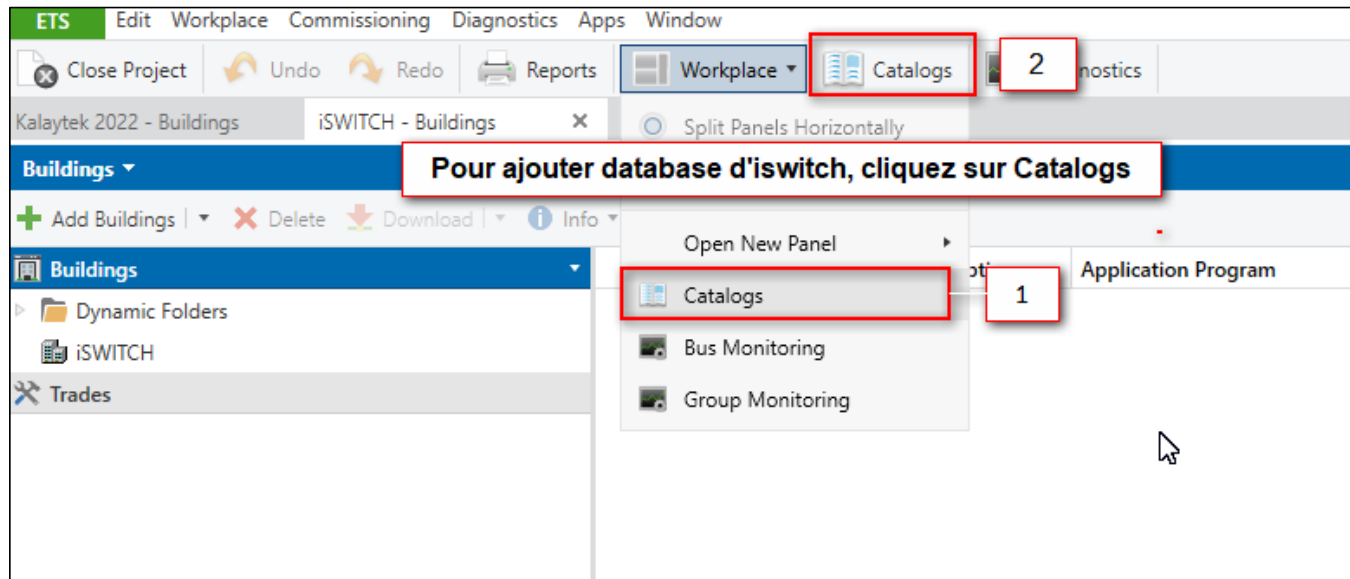 ETS Edit Workplace Commissioning Diagnostics Apps Window
Close Project Undo Redo Reports Workplace Catalogs 2 nostics
Kalaytek 2022 - Buildings iSWITCH - Buildings Split Panels Horizontally
Buildings Pour ajouter database d'iswitch, cliquez sur Catalogs
Add Buildings Delete Download Info
Open New Panel
Buildings Application Program
Catalogs 1
Dynamic Folders
iSWITCH Bus Monitoring
Trades Group Monitoring